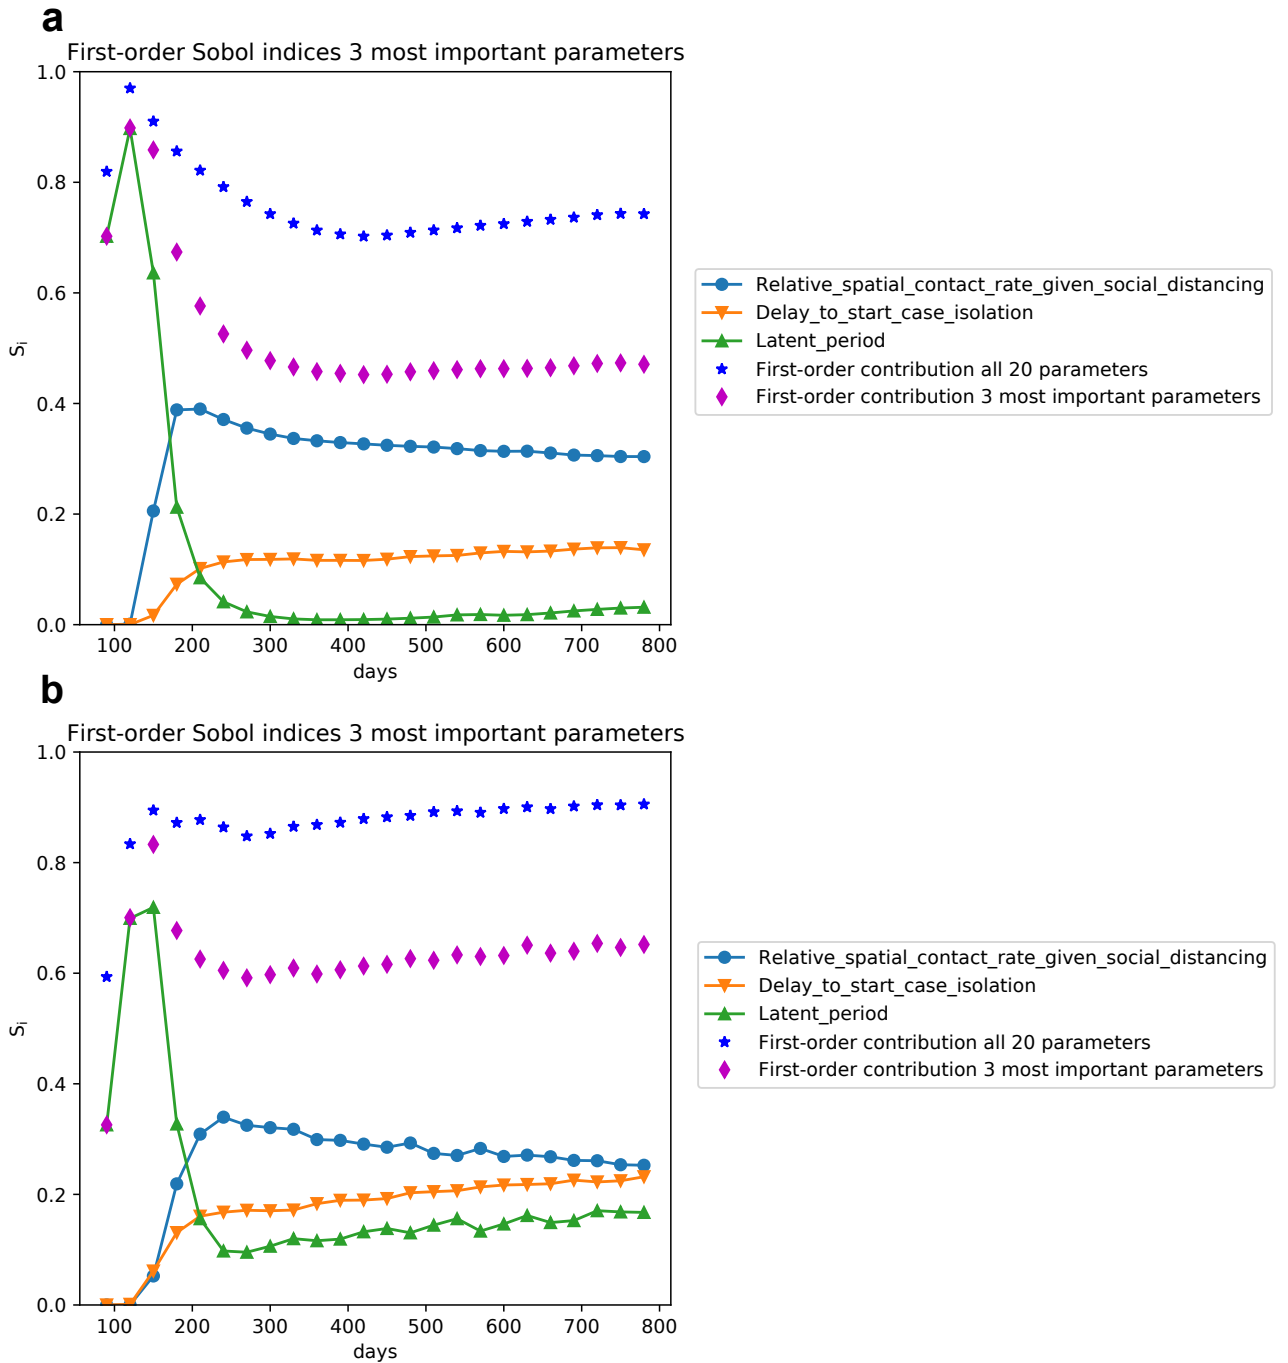 a
First-order Sobol indices 3 most important parameters
1.0
0.8
0.6
0.4
0.2
0.0
S_i
100 200 300 400 500 600 700 800
days
Relative_spatial_contact_rate_given_social_distancing
Delay_to_start_case_isolation
Latent_period
First-order contribution all 20 parameters
First-order contribution 3 most important parameters
b
First-order Sobol indices 3 most important parameters
1.0
0.8
0.6
0.4
0.2
0.0
S_i
100 200 300 400 500 600 700 800
days
Relative_spatial_contact_rate_given_social_distancing
Delay_to_start_case_isolation
Latent_period
First-order contribution all 20 parameters
First-order contribution 3 most important parameters